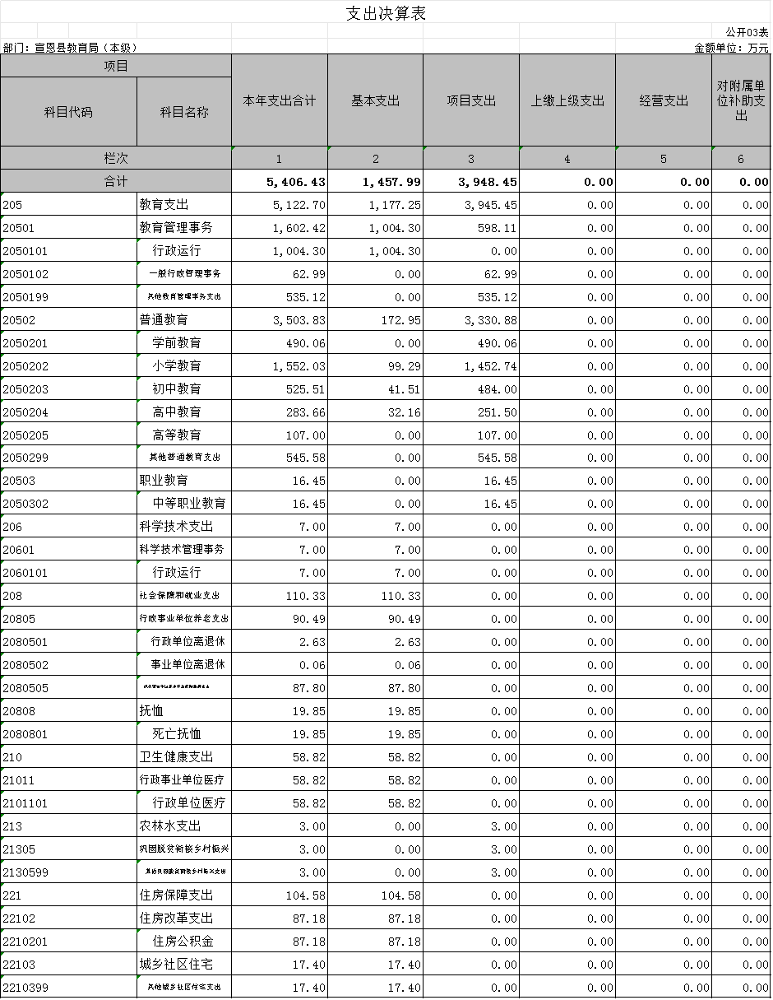 支出决算表
公开03表
部门：宣恩县教育局（本级） 金额单位：万元
项目
科目代码 科目名称 本年支出合计 基本支出 项目支出 上缴上级支出 经营支出 对附属单位补助支出
栏次 1 2 3 4 5 6
合计 5,406.43 1,457.99 3,948.45 0.00 0.00 0.00
205 教育支出 5,122.70 1,177.25 3,945.45 0.00 0.00 0.00
20501 教育管理事务 1,602.42 1,004.30 598.11 0.00 0.00 0.00
2050101 行政运行 1,004.30 1,004.30 0.00 0.00 0.00 0.00
2050102 一般行政管理事务 62.99 0.00 62.99 0.00 0.00 0.00
2050199 其他教育管理事务支出 535.12 0.00 535.12 0.00 0.00 0.00
20502 普通教育 3,503.83 172.95 3,330.88 0.00 0.00 0.00
2050201 学前教育 490.06 0.00 490.06 0.00 0.00 0.00
2050202 小学教育 1,552.03 99.29 1,452.74 0.00 0.00 0.00
2050203 初中教育 525.51 41.51 484.00 0.00 0.00 0.00
2050204 高中教育 283.66 32.16 251.50 0.00 0.00 0.00
2050205 高等教育 107.00 0.00 107.00 0.00 0.00 0.00
2050299 其他普通教育支出 545.58 0.00 545.58 0.00 0.00 0.00
20503 职业教育 16.45 0.00 16.45 0.00 0.00 0.00
2050302 中等职业教育 16.45 0.00 16.45 0.00 0.00 0.00
206 科学技术支出 7.00 7.00 0.00 0.00 0.00 0.00
20601 科学技术管理事务 7.00 7.00 0.00 0.00 0.00 0.00
2060101 行政运行 7.00 7.00 0.00 0.00 0.00 0.00
208 社会保障和就业支出 110.33 110.33 0.00 0.00 0.00 0.00
20805 行政事业单位养老支出 90.49 90.49 0.00 0.00 0.00 0.00
2080501 行政单位离退休 2.63 2.63 0.00 0.00 0.00 0.00
2080502 事业单位离退休 0.06 0.06 0.00 0.00 0.00 0.00
2080505 87.80 87.80 0.00 0.00 0.00 0.00
20808 抚恤 19.85 19.85 0.00 0.00 0.00 0.00
2080801 死亡抚恤 19.85 19.85 0.00 0.00 0.00 0.00
210 卫生健康支出 58.82 58.82 0.00 0.00 0.00 0.00
21011 行政事业单位医疗 58.82 58.82 0.00 0.00 0.00 0.00
2101101 行政单位医疗 58.82 58.82 0.00 0.00 0.00 0.00
213 农林水支出 3.00 0.00 3.00 0.00 0.00 0.00
21305 巩固脱贫衔接乡村振兴 3.00 0.00 3.00 0.00 0.00 0.00
2130599 其他巩固脱贫衔接乡村振兴支出 3.00 0.00 3.00 0.00 0.00 0.00
221 住房保障支出 104.58 104.58 0.00 0.00 0.00 0.00
22102 住房改革支出 87.18 87.18 0.00 0.00 0.00 0.00
2210201 住房公积金 87.18 87.18 0.00 0.00 0.00 0.00
22103 城乡社区住宅 17.40 17.40 0.00 0.00 0.00 0.00
2210399 其他城乡社区住宅支出 17.40 17.40 0.00 0.00 0.00 0.00